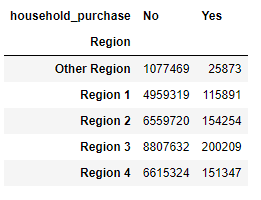 household_purchase No Yes
Region
Other Region 1077469 25873
Region 1 4959319 115891
Region 2 6559720 154254
Region 3 8807632 200209
Region 4 6615324 151347